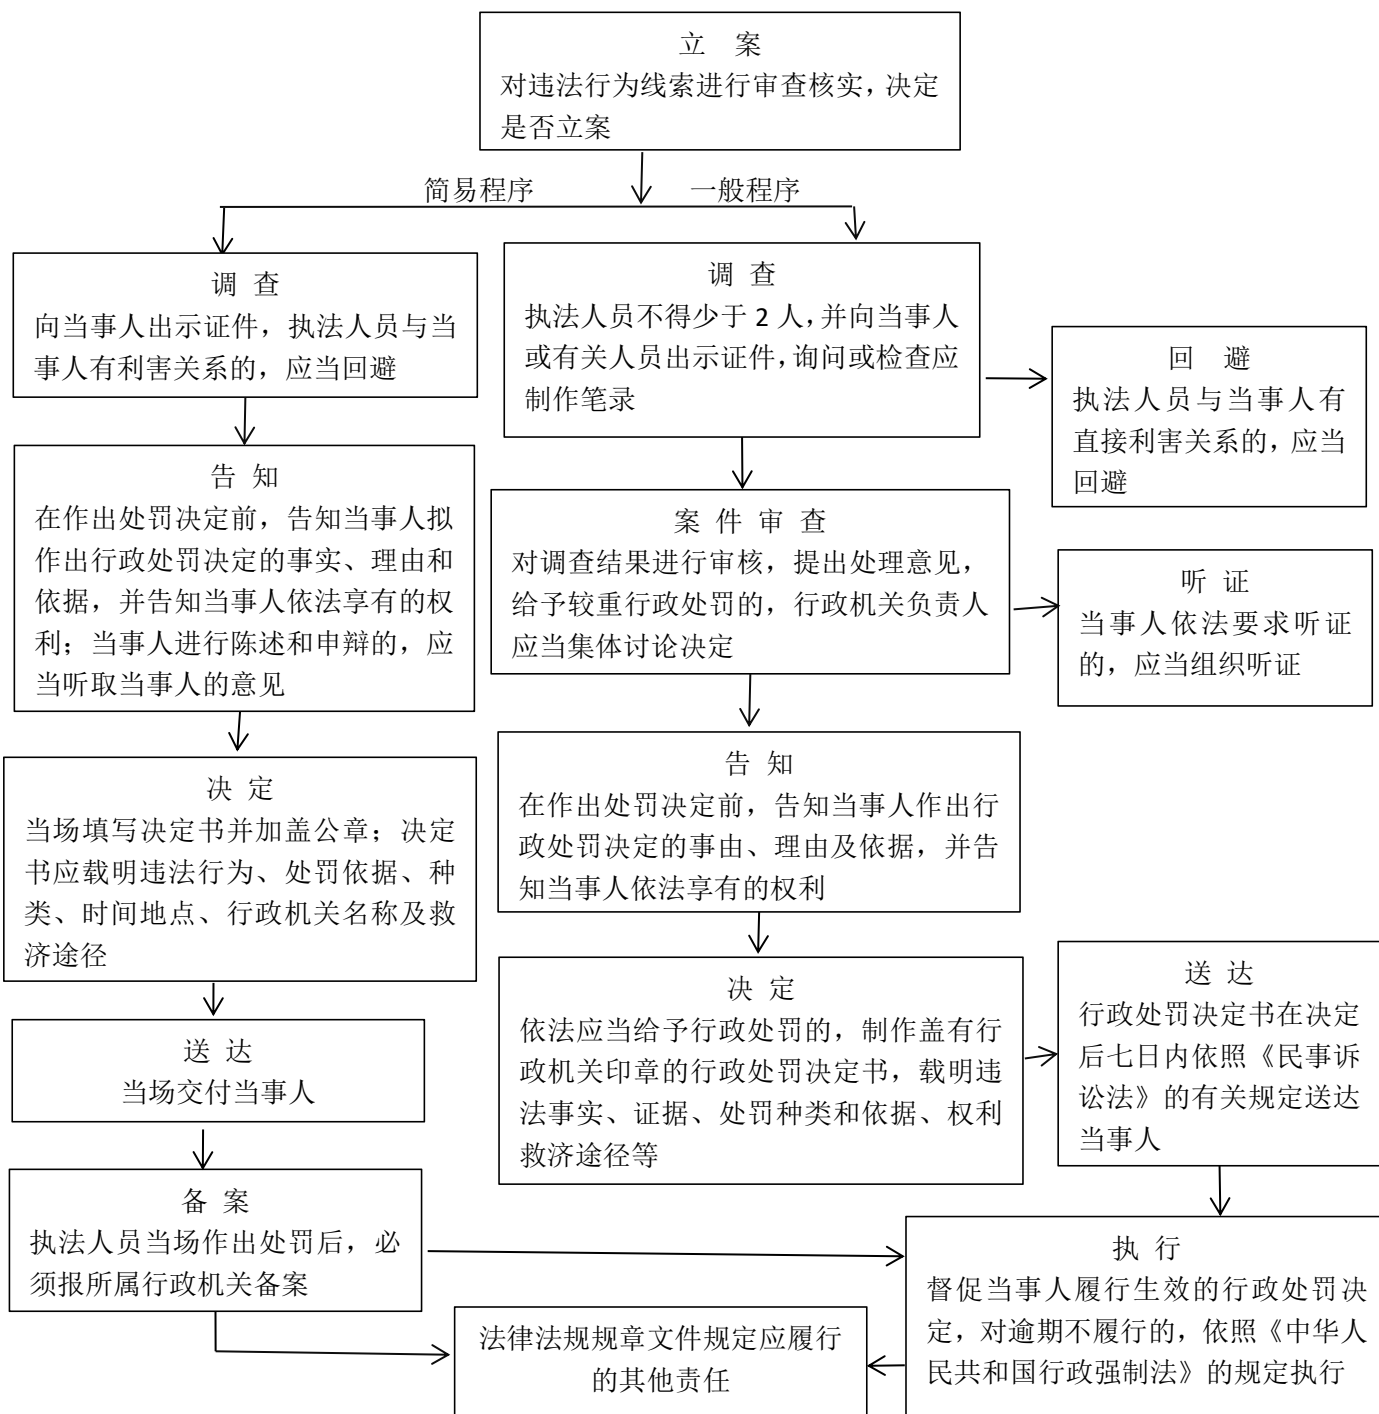 立 案
对违法行为线索进行审查核实，决定
是否立案
简易程序
一般程序
调 查
向当事人出示证件，执法人员与当
事人有利害关系的，应当回避
告 知
在作出处罚决定前，告知当事人拟
作出行政处罚决定的事实、理由和
依据，并告知当事人依法享有的权
利；当事人进行陈述和申辩的，应
当听取当事人的意见
决 定
当场填写决定书并加盖公章；决定
书应载明违法行为、处罚依据、种
类、时间地点、行政机关名称及救
济途径
送 达
当场交付当事人
备 案
执法人员当场作出处罚后，必
须报所属行政机关备案
调 查
执法人员不得少于 2 人，并向当事人
或有关人员出示证件，询问或检查应
制作笔录
回 避
执法人员与当事人有
直接利害关系的，应当
回避
案 件 审 查
对调查结果进行审核，提出处理意见，
给予较重行政处罚的，行政机关负责人
应当集体讨论决定
听 证
当事人依法要求听证
的，应当组织听证
告 知
在作出处罚决定前，告知当事人作出行
政处罚决定的事由、理由及依据，并告
知当事人依法享有的权利
决 定
依法应当给予行政处罚的，制作盖有行
政机关印章的行政处罚决定书，载明违
法事实、证据、处罚种类和依据、权利
救济途径等
送 达
行政处罚决定书在决定
后七日内依照《民事诉
讼法》的有关规定送达
当事人
执 行
督促当事人履行生效的行政处罚决
定，对逾期不履行的，依照《中华人
民共和国行政强制法》的规定执行
法律法规规章文件规定应履行
的其他责任